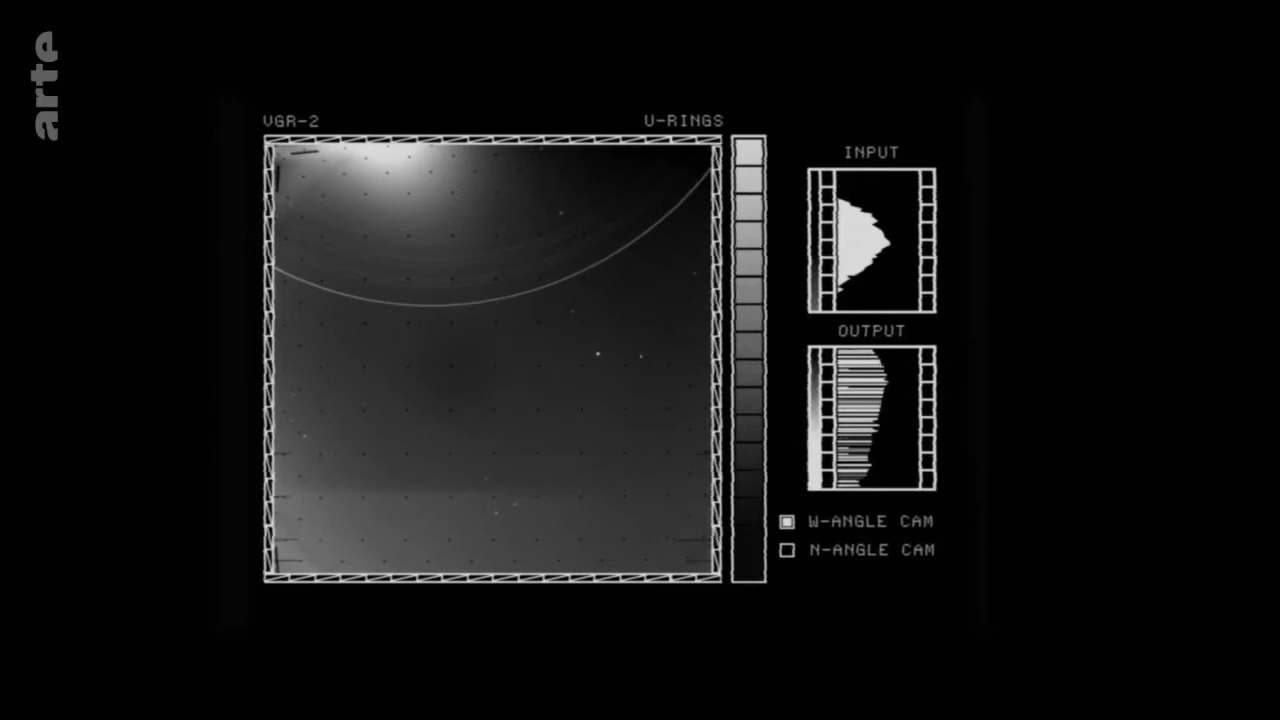 arte
VGR-2
U-RINGS
INPUT
OUTPUT
W-ANGLE CAM
N-ANGLE CAM